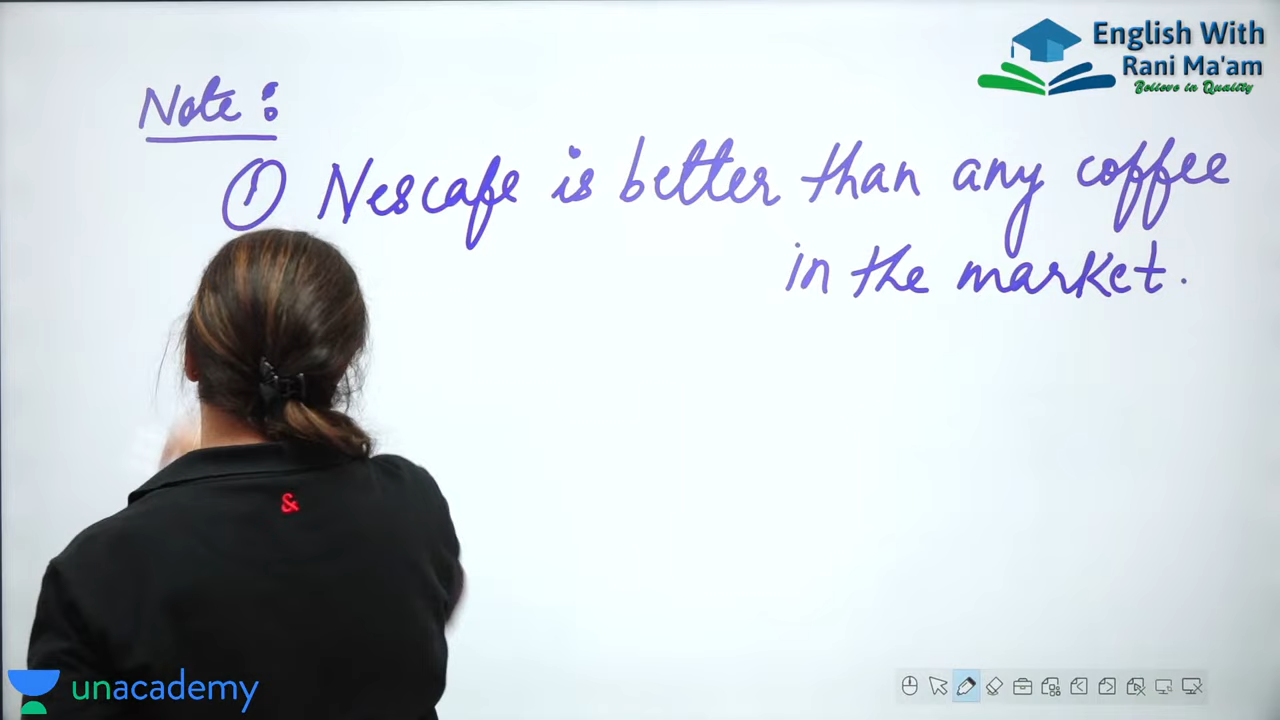 English With
Rani Ma'am
Believe in Quality
Note :
① Nescafe is better than any coffee
in the market.
&
unacademy